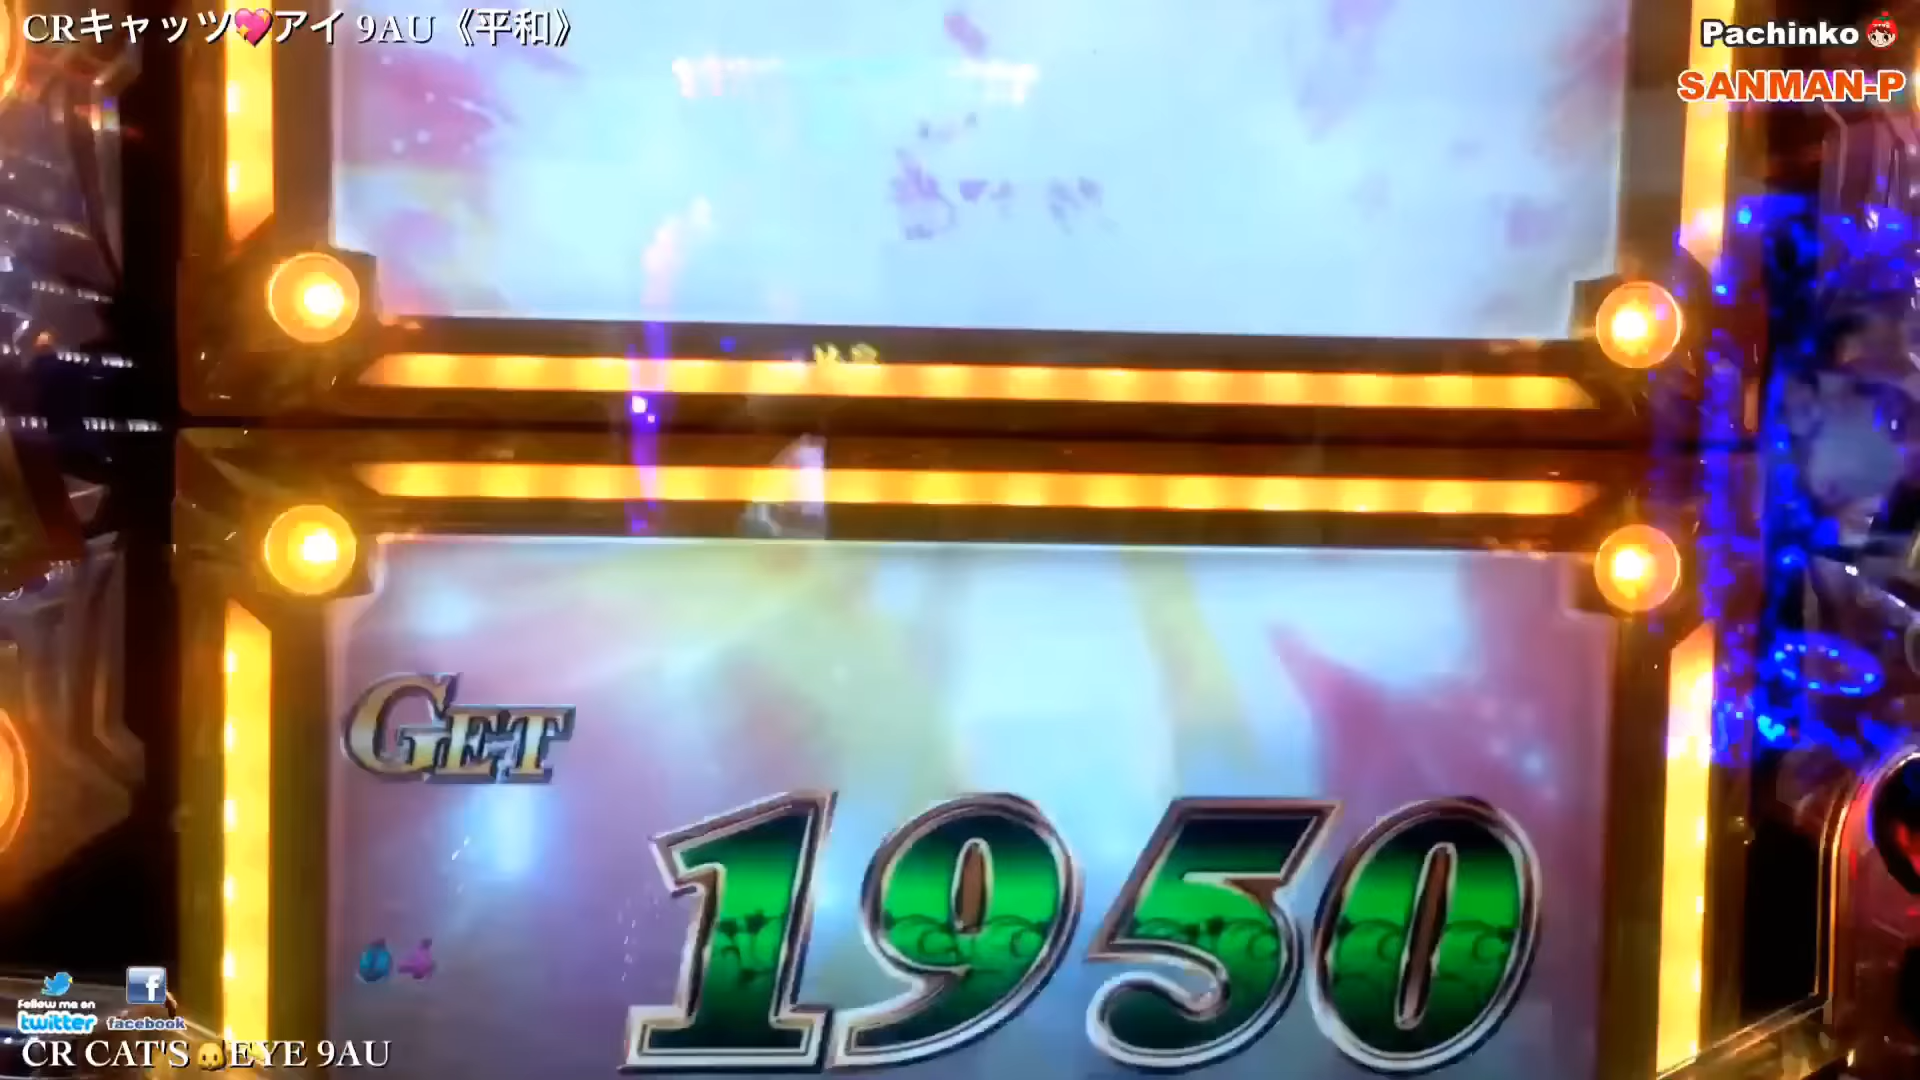 CRキャッツ💖アイ 9AU《平和》
Pachinko
SANMAN-P
GET
1950
Follow me on
twitter
facebook
CR CAT'S EYE 9AU